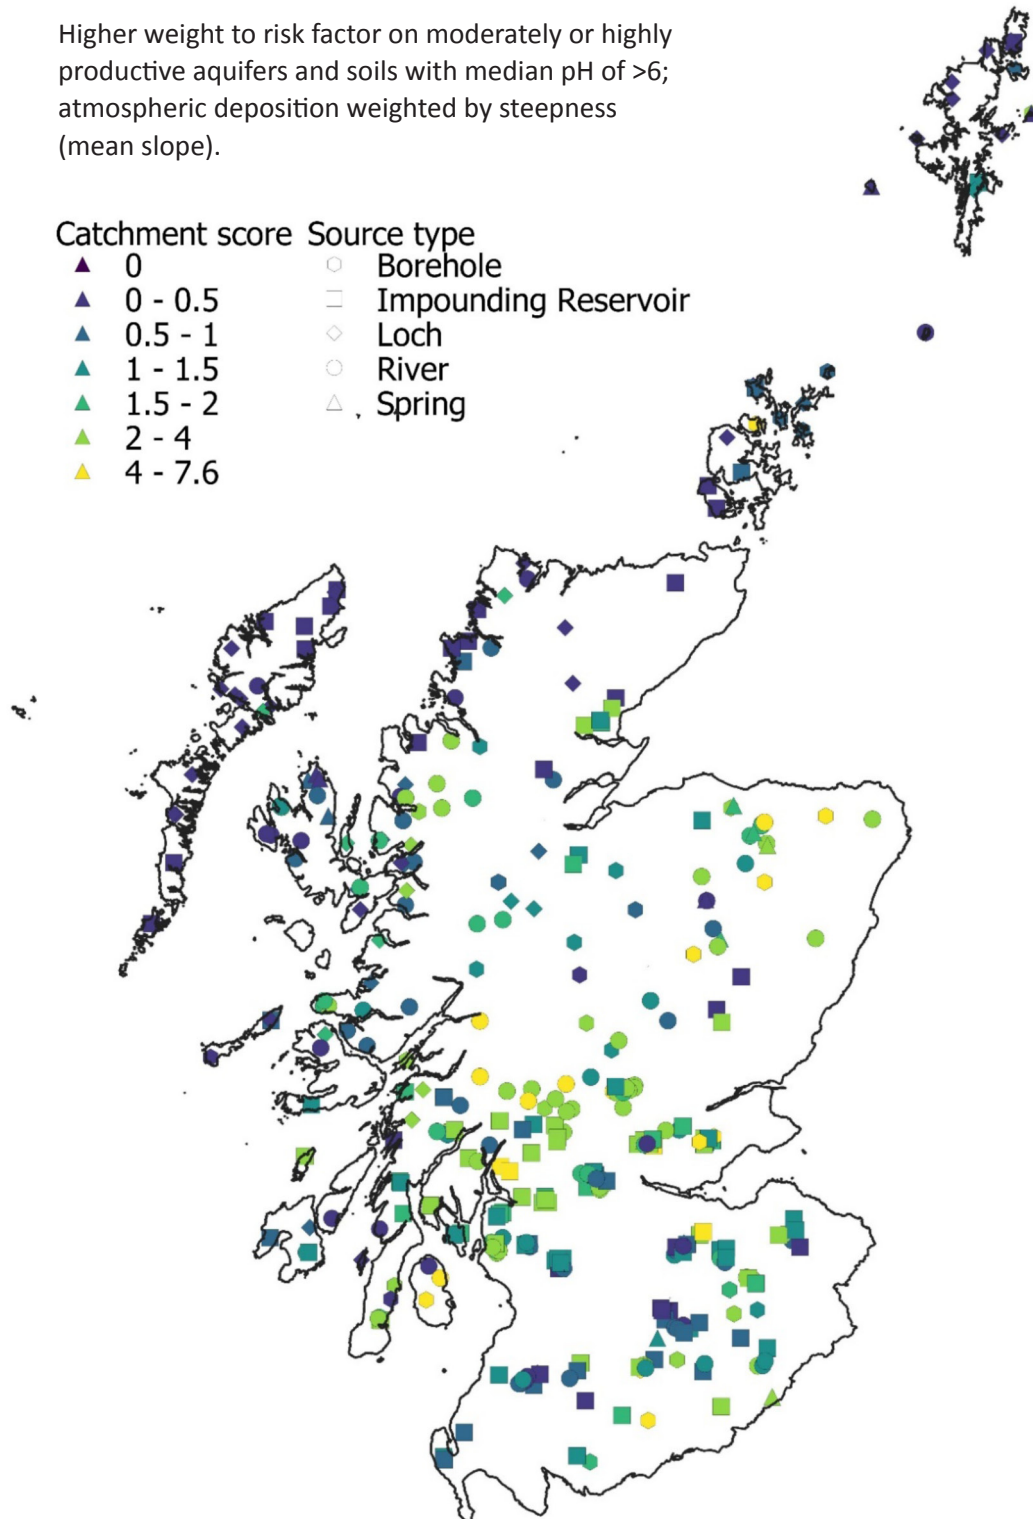 Higher weight to risk factor on moderately or highly
productive aquifers and soils with median pH of >6;
atmospheric deposition weighted by steepness
(mean slope).
Catchment score Source type
0 Borehole
0 - 0.5 Impounding Reservoir
0.5 - 1 Loch
1 - 1.5 River
1.5 - 2 Spring
2 - 4
4 - 7.6